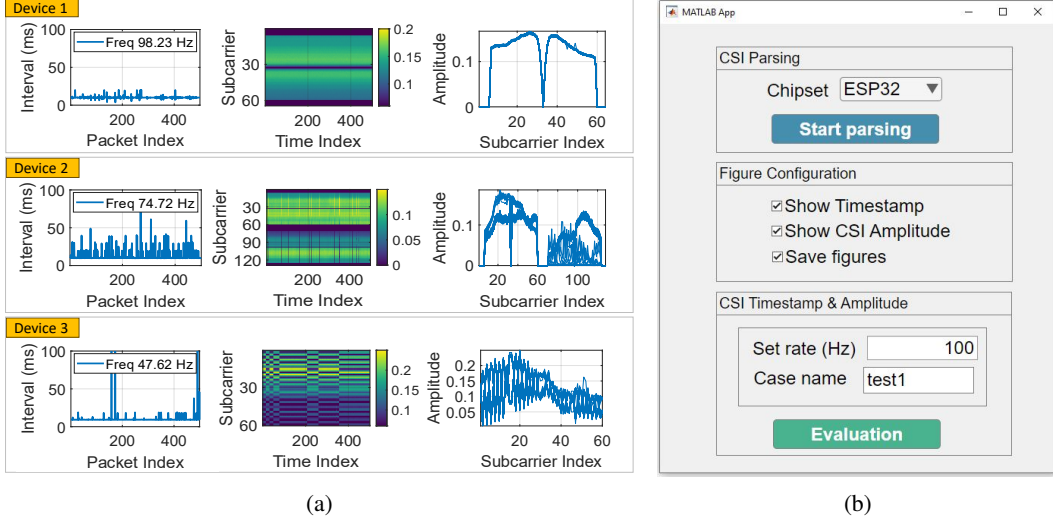 Device 1
Interval (ms)
100
50
0
Freq 98.23 Hz
200
400
Packet Index
Subcarrier
30
60
200
400
Time Index
0.2
0.15
0.1
Amplitude
0.1
0
20
40
60
Subcarrier Index
Device 2
Interval (ms)
100
50
0
Freq 74.72 Hz
200
400
Packet Index
Subcarrier
30
60
90
120
200
400
Time Index
0.1
0.05
0
Amplitude
0.1
0
20
60
100
Subcarrier Index
Device 3
Interval (ms)
100
50
0
Freq 47.62 Hz
200
400
Packet Index
Subcarrier
30
60
200
400
Time Index
0.2
0.15
0.1
Amplitude
0.2
0.15
0.1
0.05
20
40
60
Subcarrier Index
(a)
MATLAB App
CSI Parsing
Chipset ESP32
Start parsing
Figure Configuration
Show Timestamp
Show CSI Amplitude
Save figures
CSI Timestamp & Amplitude
Set rate (Hz) 100
Case name test1
Evaluation
(b)